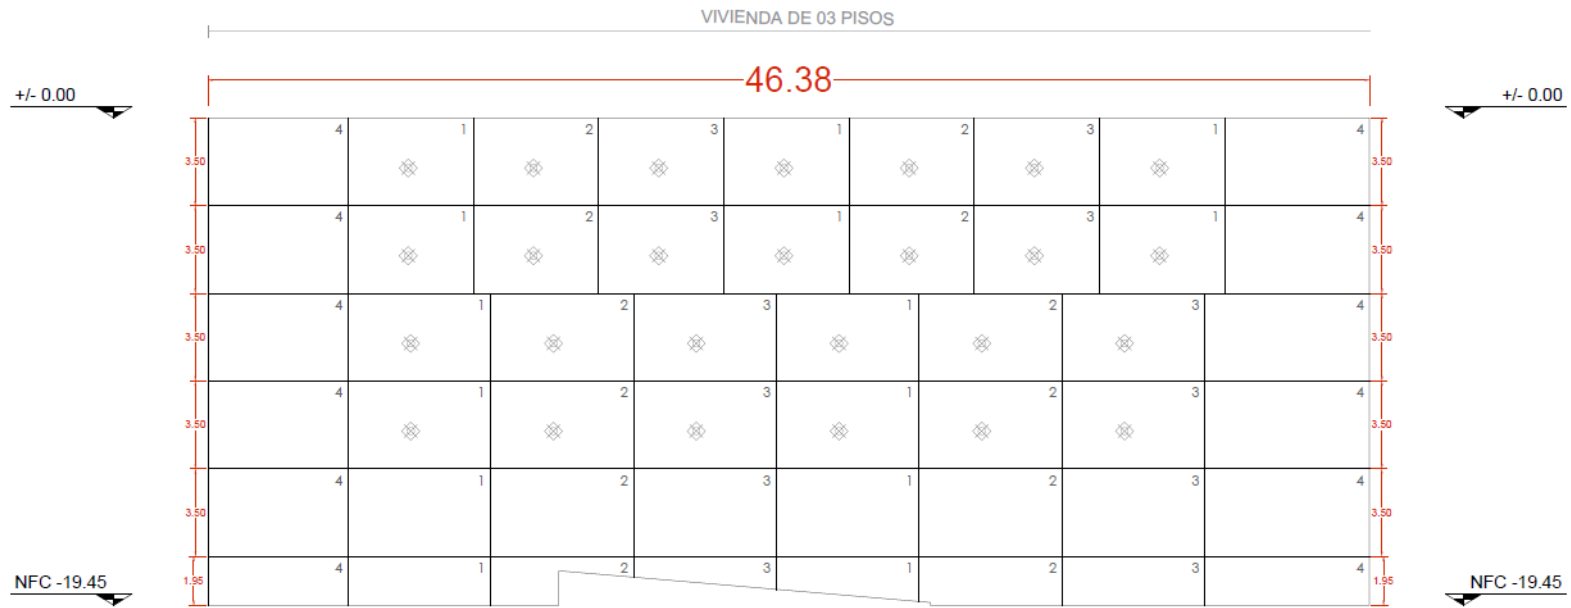 VIVIENDA DE 03 PISOS
46.38
+/- 0.00 +/- 0.00
3.50 4 1 2 3 1 2 3 1 4 3.50
3.50 4 1 2 3 1 2 3 1 4 3.50
3.50 4 1 2 3 1 2 3 4 3.50
3.50 4 1 2 3 1 2 3 4 3.50
3.50 4 1 2 3 1 2 3 4 3.50
1.95 4 1 2 3 1 2 3 4 1.95
NFC -19.45 NFC -19.45